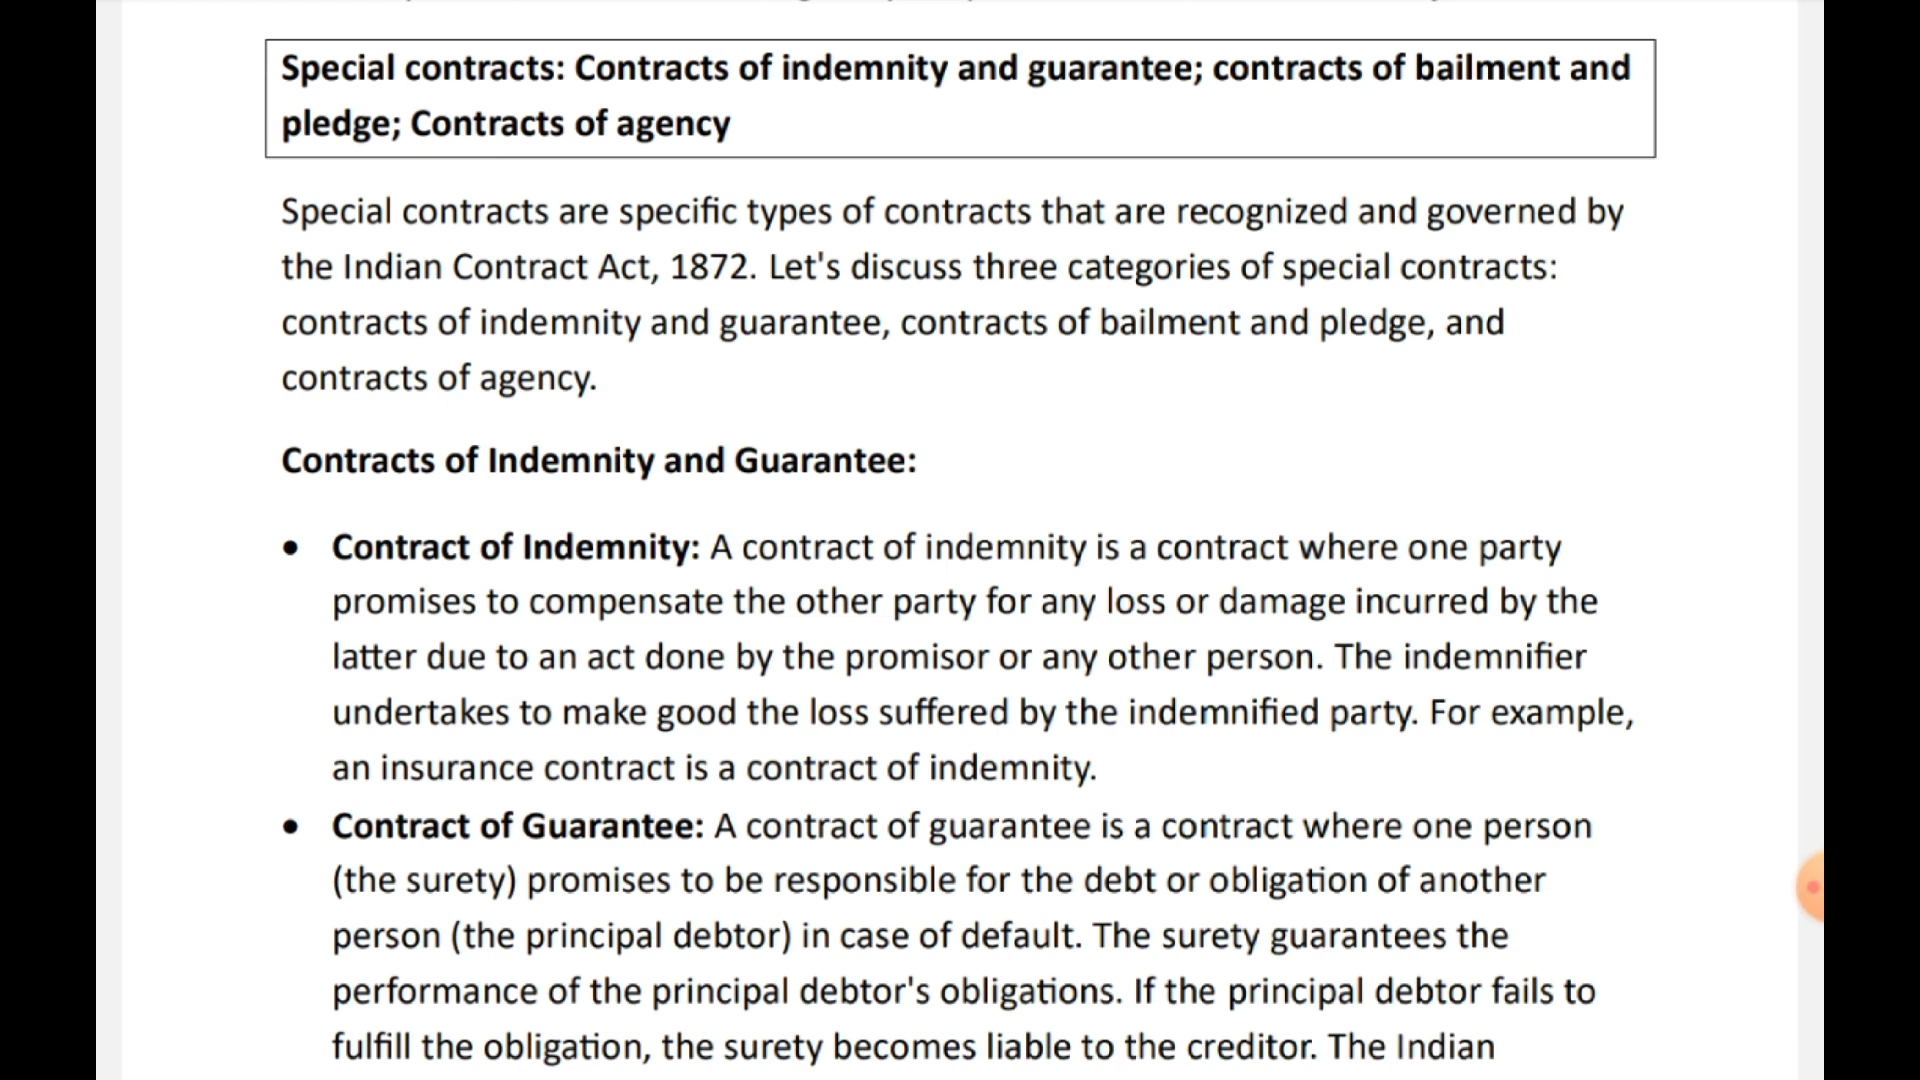 Special contracts: Contracts of indemnity and guarantee; contracts of bailment and
pledge; Contracts of agency
Special contracts are specific types of contracts that are recognized and governed by
the Indian Contract Act, 1872. Let's discuss three categories of special contracts:
contracts of indemnity and guarantee, contracts of bailment and pledge, and
contracts of agency.
Contracts of Indemnity and Guarantee:
• Contract of Indemnity: A contract of indemnity is a contract where one party
promises to compensate the other party for any loss or damage incurred by the
latter due to an act done by the promisor or any other person. The indemnifier
undertakes to make good the loss suffered by the indemnified party. For example,
an insurance contract is a contract of indemnity.
• Contract of Guarantee: A contract of guarantee is a contract where one person
(the surety) promises to be responsible for the debt or obligation of another
person (the principal debtor) in case of default. The surety guarantees the
performance of the principal debtor's obligations. If the principal debtor fails to
fulfill the obligation, the surety becomes liable to the creditor. The Indian